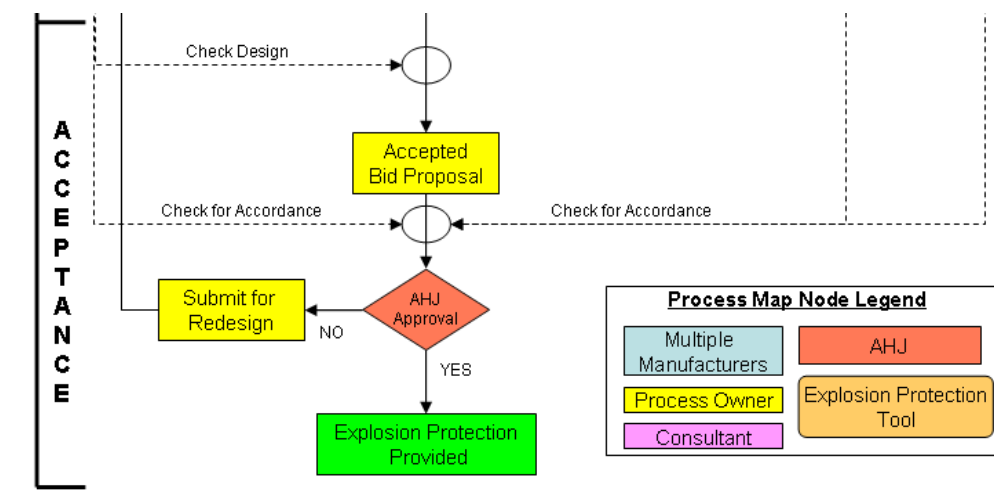 ACCEPTANCE
Check Design
Accepted
Bid Proposal
Check for Accordance
Check for Accordance
AHJ
Approval
Submit for
Redesign
NO
YES
Explosion Protection
Provided
Process Map Node Legend
Multiple
Manufacturers
AHJ
Process Owner
Explosion Protection
Tool
Consultant